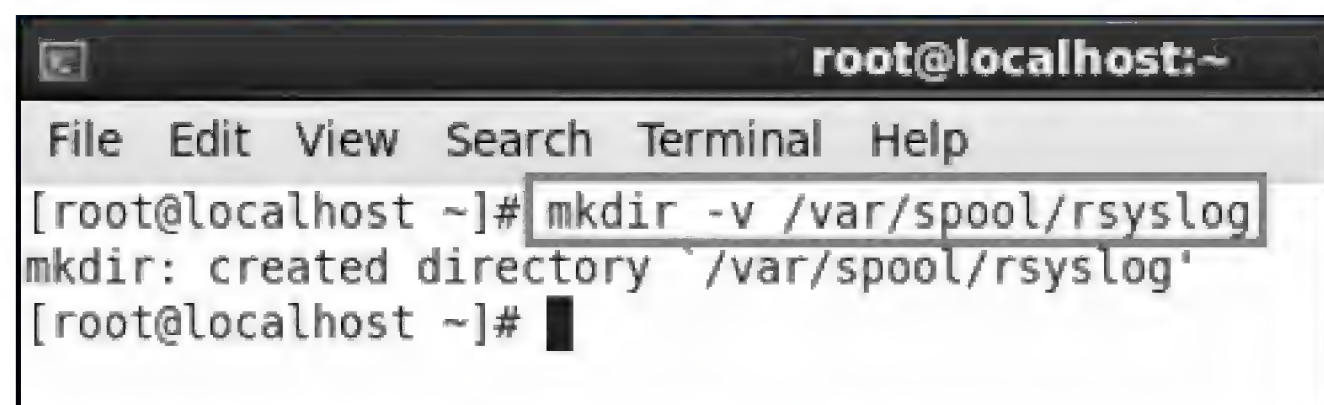 root@localhost:~
File Edit View Search Terminal Help
[root@localhost ~]# mkdir -v /var/spool/rsyslog
mkdir: created directory `/var/spool/rsyslog'
[root@localhost ~]#